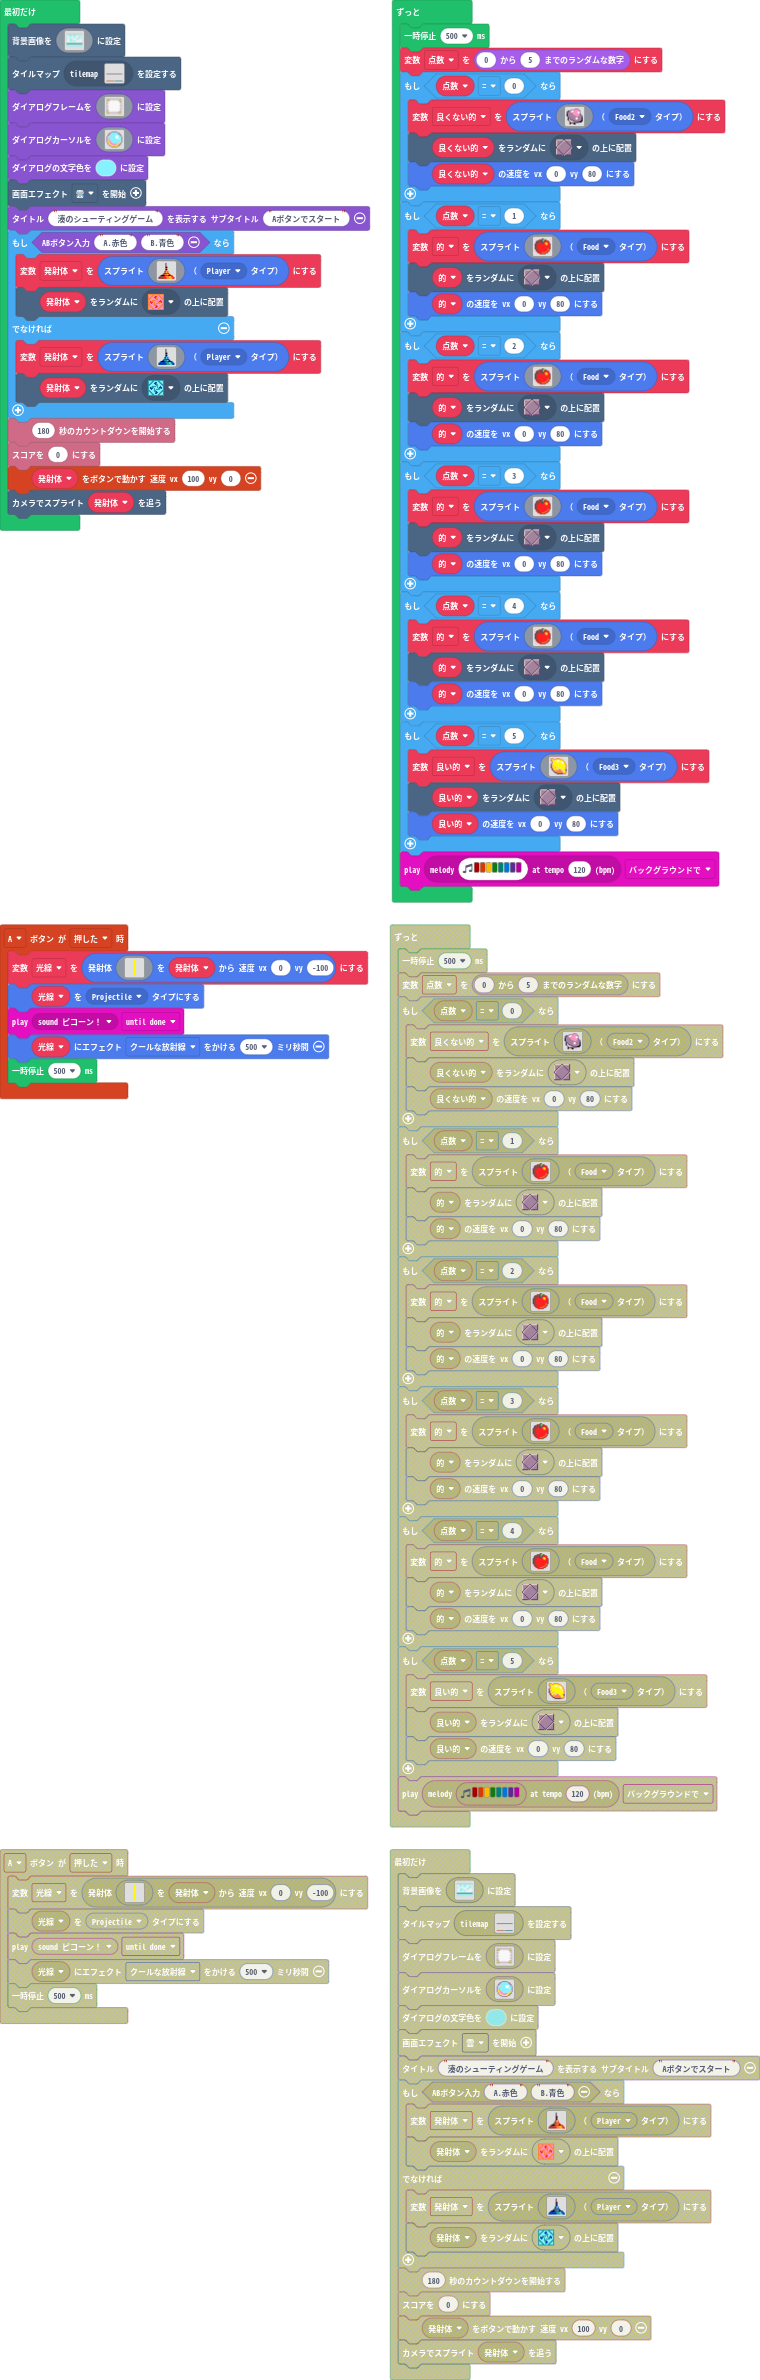 最初だけ
背景画像を に設定
タイルマップ tilemap を設定する
ダイアログフレームを に設定
ダイアログカーソルを に設定
ダイアログの文字色を に設定
画面エフェクト 雲 を開始
タイトル 湊のシューティングゲーム を表示する サブタイトル Aボタンでスタート
もし ABボタン入力 A.赤色 B.青色 なら
変数 発射体 を スプライト ( Player タイプ) にする
発射体 をランダムに の上に配置
でなければ
変数 発射体 を スプライト ( Player タイプ) にする
発射体 をランダムに の上に配置
180 秒のカウントダウンを開始する
スコアを 0 にする
発射体 をボタンで動かす 速度 vx 100 vy 0
カメラでスプライト 発射体 を追う
ずっと
一時停止 500 ms
変数 点数 を 0 から 5 までのランダムな数字 にする
もし 点数 = 0 なら
変数 良くない的 を スプライト ( Food2 タイプ) にする
良くない的 をランダムに の上に配置
良くない的 の速度を vx 0 vy 80 にする
もし 点数 = 1 なら
変数 的 を スプライト ( Food タイプ) にする
的 をランダムに の上に配置
的 の速度を vx 0 vy 80 にする
もし 点数 = 2 なら
変数 的 を スプライト ( Food タイプ) にする
的 をランダムに の上に配置
的 の速度を vx 0 vy 80 にする
もし 点数 = 3 なら
変数 的 を スプライト ( Food タイプ) にする
的 をランダムに の上に配置
的 の速度を vx 0 vy 80 にする
もし 点数 = 4 なら
変数 的 を スプライト ( Food タイプ) にする
的 をランダムに の上に配置
的 の速度を vx 0 vy 80 にする
もし 点数 = 5 なら
変数 良い的 を スプライト ( Food3 タイプ) にする
良い的 をランダムに の上に配置
良い的 の速度を vx 0 vy 80 にする
play melody at tempo 120 (bpm) バックグラウンドで
A ボタン が 押した 時
変数 光線 を 発射体 を 発射体 から 速度 vx 0 vy -100 にする
光線 を Projectile タイプにする
play sound ピコーン! until done
光線 にエフェクト クールな放射線 をかける 500 ミリ秒間
一時停止 500 ms
ずっと
一時停止 500 ms
変数 点数 を 0 から 5 までのランダムな数字 にする
もし 点数 = 0 なら
変数 良くない的 を スプライト ( Food2 タイプ) にする
良くない的 をランダムに の上に配置
良くない的 の速度を vx 0 vy 80 にする
もし 点数 = 1 なら
変数 的 を スプライト ( Food タイプ) にする
的 をランダムに の上に配置
的 の速度を vx 0 vy 80 にする
もし 点数 = 2 なら
変数 的 を スプライト ( Food タイプ) にする
的 をランダムに の上に配置
的 の速度を vx 0 vy 80 にする
もし 点数 = 3 なら
変数 的 を スプライト ( Food タイプ) にする
的 をランダムに の上に配置
的 の速度を vx 0 vy 80 にする
もし 点数 = 4 なら
変数 的 を スプライト ( Food タイプ) にする
的 をランダムに の上に配置
的 の速度を vx 0 vy 80 にする
もし 点数 = 5 なら
変数 良い的 を スプライト ( Food3 タイプ) にする
良い的 をランダムに の上に配置
良い的 の速度を vx 0 vy 80 にする
play melody at tempo 120 (bpm) バックグラウンドで
A ボタン が 押した 時
変数 光線 を 発射体 を 発射体 から 速度 vx 0 vy -100 にする
光線 を Projectile タイプにする
play sound ピコーン! until done
光線 にエフェクト クールな放射線 をかける 500 ミリ秒間
一時停止 500 ms
最初だけ
背景画像を に設定
タイルマップ tilemap を設定する
ダイアログフレームを に設定
ダイアログカーソルを に設定
ダイアログの文字色を に設定
画面エフェクト 雲 を開始
タイトル "湊のシューティングゲーム" を表示する サブタイトル "Aボタンでスタート"
もし ABボタン入力 "A.赤色" "B.青色" なら
変数 発射体 を スプライト ( Player タイプ) にする
発射体 をランダムに の上に配置
でなければ
変数 発射体 を スプライト ( Player タイプ) にする
発射体 をランダムに の上に配置
180 秒のカウントダウンを開始する
スコアを 0 にする
発射体 をボタンで動かす 速度 vx 100 vy 0
カメラでスプライト 発射体 を追う